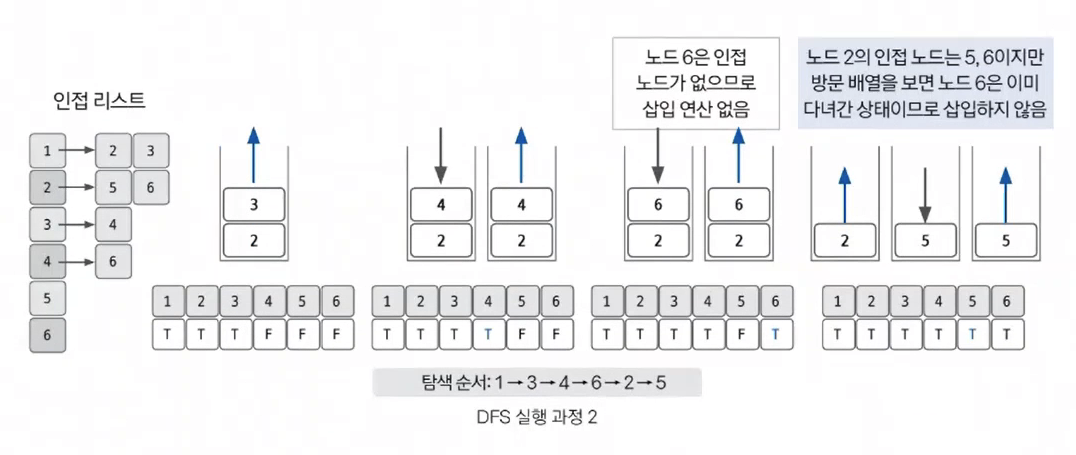 노드 6은 인접
노드가 없으므로
삽입 연산 없음
노드 2의 인접 노드는 5, 6이지만
방문 배열을 보면 노드 6은 이미
다녀간 상태이므로 삽입하지 않음
인접 리스트
1 2 3
2 5 6
3 4
4 6
5
6
3
2
4 4
2 2
6 6
2 2
2 5 5
1 2 3 4 5 6
T T T F F F
1 2 3 4 5 6
T T T T F F
1 2 3 4 5 6
T T T T F T
1 2 3 4 5 6
T T T T T T
탐색 순서: 1→3→4→6→2→5
DFS 실행 과정 2